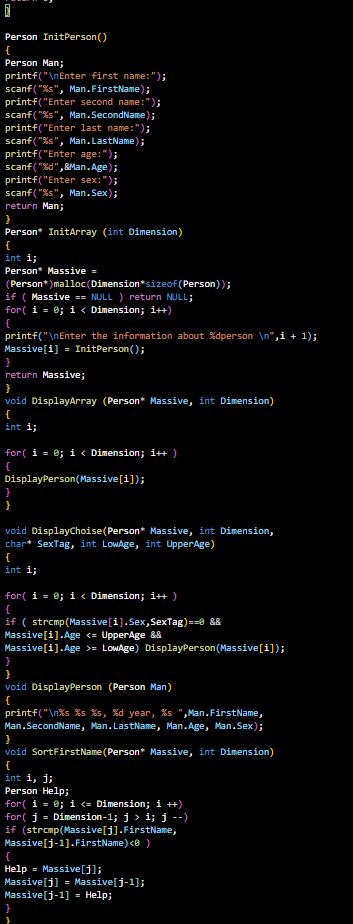 }
Person InitPerson()
{
Person Man;
printf("\nEnter first name:");
scanf("%s", Man.FirstName);
printf("Enter second name:");
scanf("%s", Man.SecondName);
printf("Enter last name:");
scanf("%s", Man.LastName);
printf("Enter age:");
scanf("%d",&Man.Age);
printf("Enter sex:");
scanf("%s", Man.Sex);
return Man;
}
Person* InitArray (int Dimension)
{
int i;
Person* Massive =
(Person*)malloc(Dimension*sizeof(Person));
if ( Massive == NULL ) return NULL;
for( i = 0; i < Dimension; i++)
{
printf("\nEnter the information about %dperson \n",i + 1);
Massive[i] = InitPerson();
}
return Massive;
}
void DisplayArray (Person* Massive, int Dimension)
{
int i;
for( i = 0; i < Dimension; i++ )
{
DisplayPerson(Massive[i]);
}
}
void DisplayChoise(Person* Massive, int Dimension,
char* SexTag, int LowAge, int UpperAge)
{
int i;
for( i = 0; i < Dimension; i++ )
{
if ( strcmp(Massive[i].Sex,SexTag)==0 &&
Massive[i].Age <= UpperAge &&
Massive[i].Age >= LowAge) DisplayPerson(Massive[i]);
}
}
void DisplayPerson (Person Man)
{
printf("\n%s %s %s, %d year, %s ",Man.FirstName,
Man.SecondName, Man.LastName, Man.Age, Man.Sex);
}
void SortFirstName(Person* Massive, int Dimension)
{
int i, j;
Person Help;
for( i = 0; i <= Dimension; i ++)
for( j = Dimension-1; j > i; j --)
if (strcmp(Massive[j].FirstName,
Massive[j-1].FirstName)<0 )
{
Help = Massive[j];
Massive[j] = Massive[j-1];
Massive[j-1] = Help;
}
}